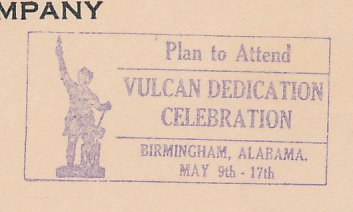 MPANY
Plan to Attend
VULCAN DEDICATION
CELEBRATION
BIRMINGHAM, ALABAMA.
MAY 9th - 17th